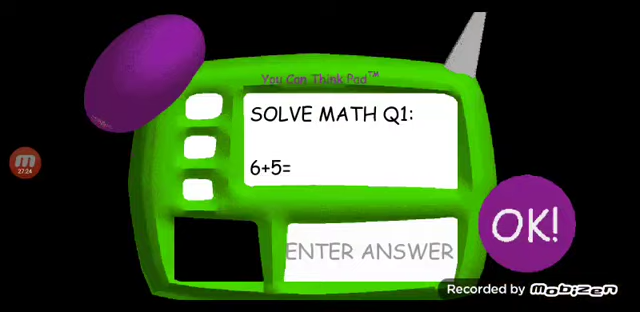 You Can Think Pad™
SOLVE MATH Q1:
6+5=
ENTER ANSWER
OK!
27:24
Recorded by mobizen